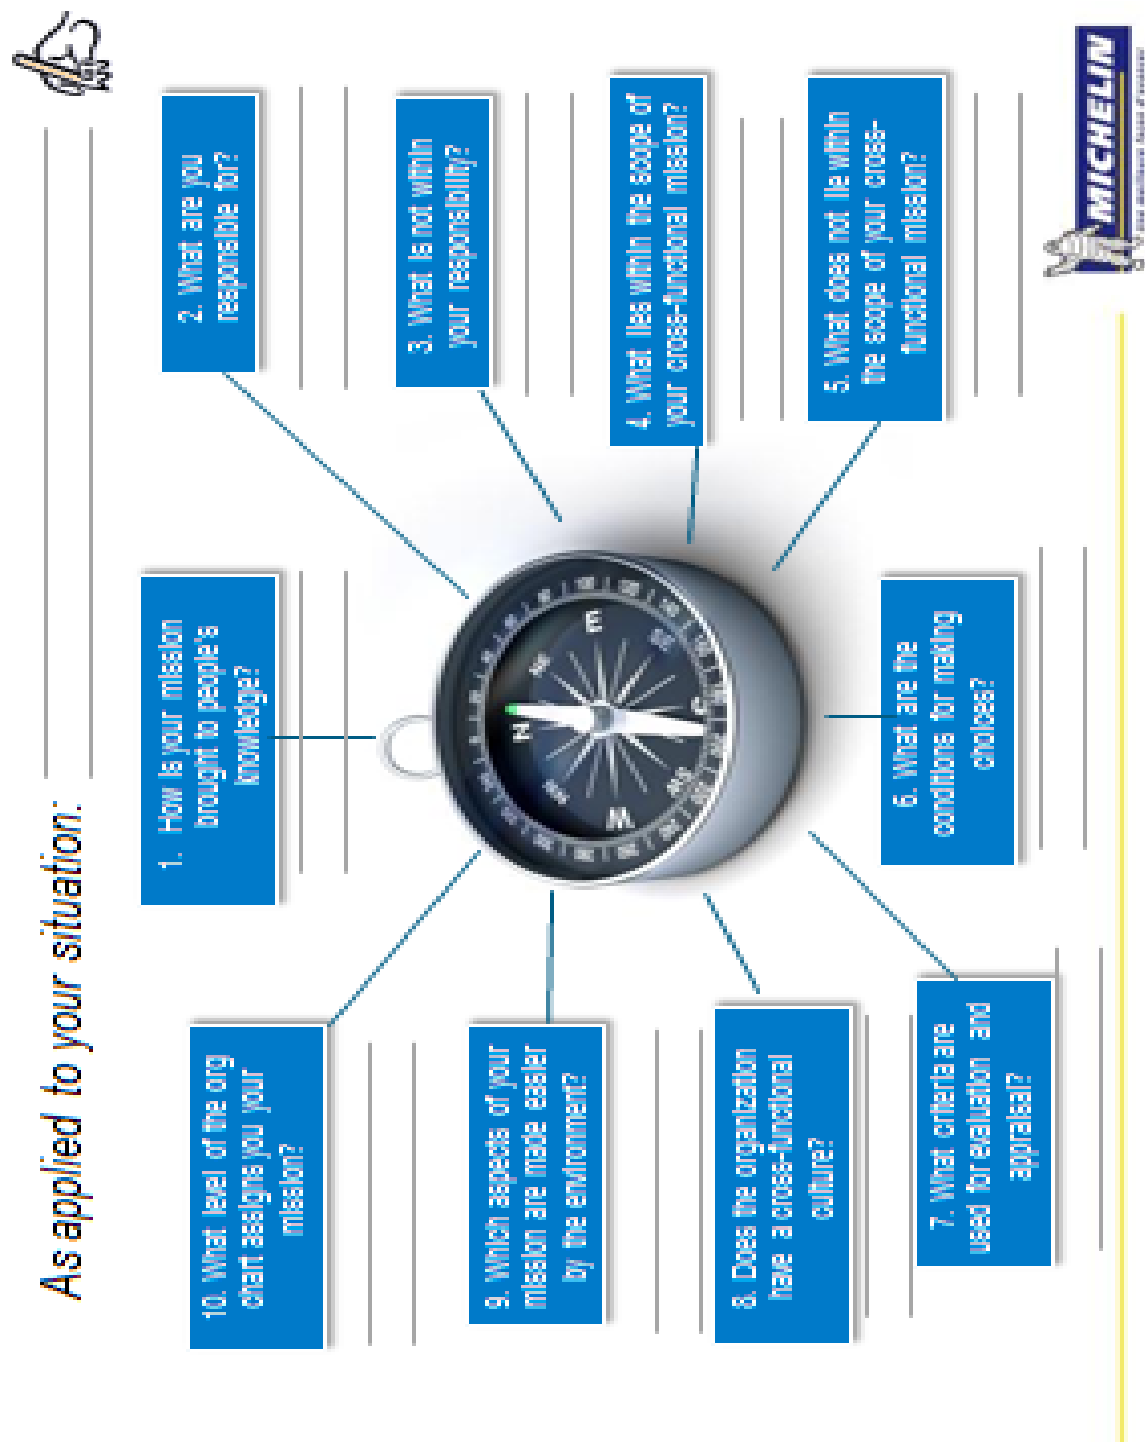 As applied to your situation:
1. How is your mission
brought to people's
knowledge?
2. What are you
responsible for?
3. What is not within
your responsibility?
4. What lies within the scope of
your cross-functional mission?
5. What does not lie within
the scope of your cross-
functional mission?
6. What are the
conditions for making
choices?
7. What criteria are
used for evaluation and
appraisal?
8. Does the organization
have a cross-functional
culture?
9. Which aspects of your
mission are made easier
by the environment?
10. What level of the org
chart assigns you your
mission?
N
E
W
MICHELIN